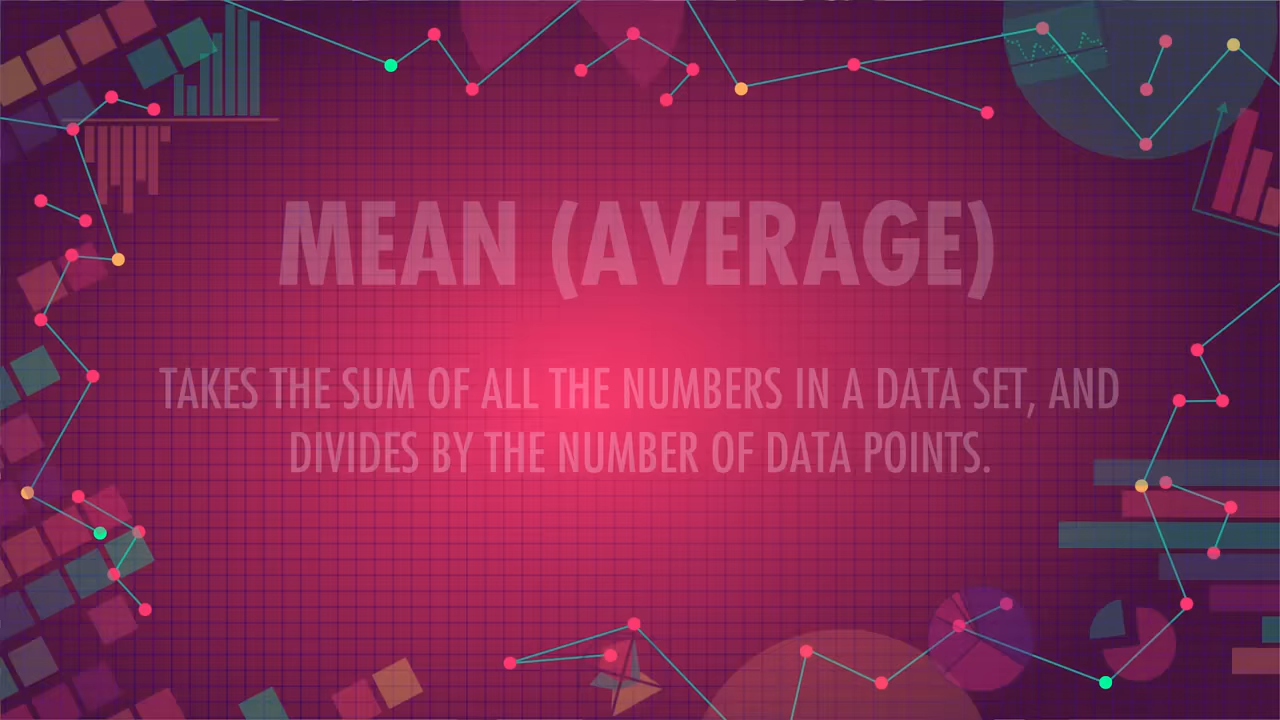 MEAN (AVERAGE)
TAKES THE SUM OF ALL THE NUMBERS IN A DATA SET, AND
DIVIDES BY THE NUMBER OF DATA POINTS.